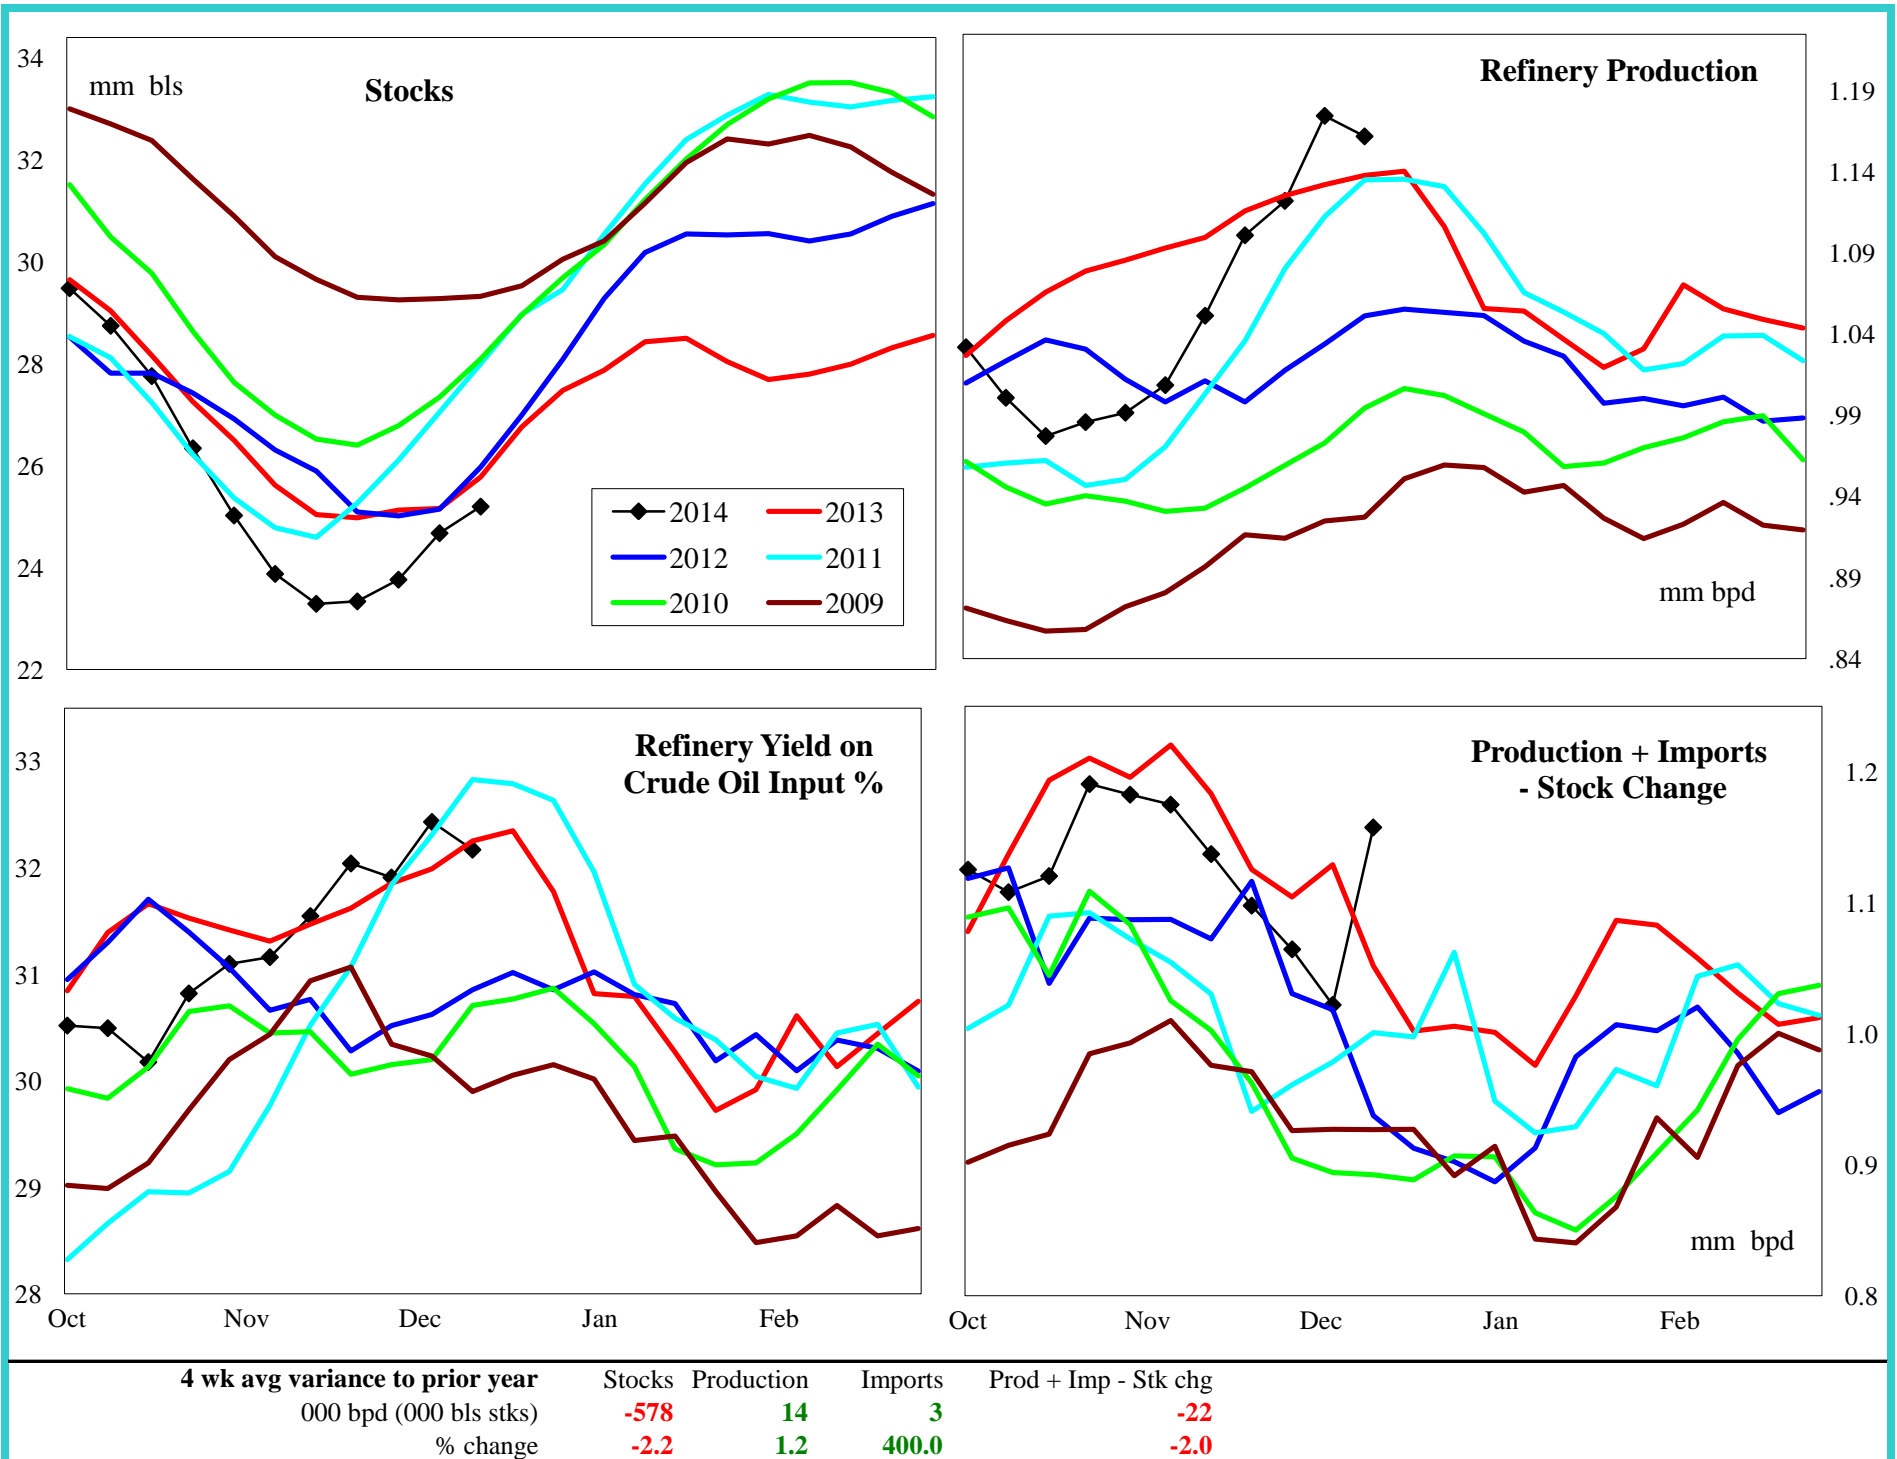 34
32
30
28
26
24
22
mm bls
Stocks
2014
2013
2012
2011
2010
2009
Refinery Production
1.19
1.14
1.09
1.04
.99
.94
.89
.84
mm bpd
33
32
31
30
29
28
Refinery Yield on
Crude Oil Input %
Oct Nov Dec Jan Feb
Production + Imports
- Stock Change
1.2
1.1
1.0
0.9
0.8
mm bpd
Oct Nov Dec Jan Feb
4 wk avg variance to prior year Stocks Production Imports Prod + Imp - Stk chg
000 bpd (000 bls stks) -578 14 3 -22
% change -2.2 1.2 400.0 -2.0